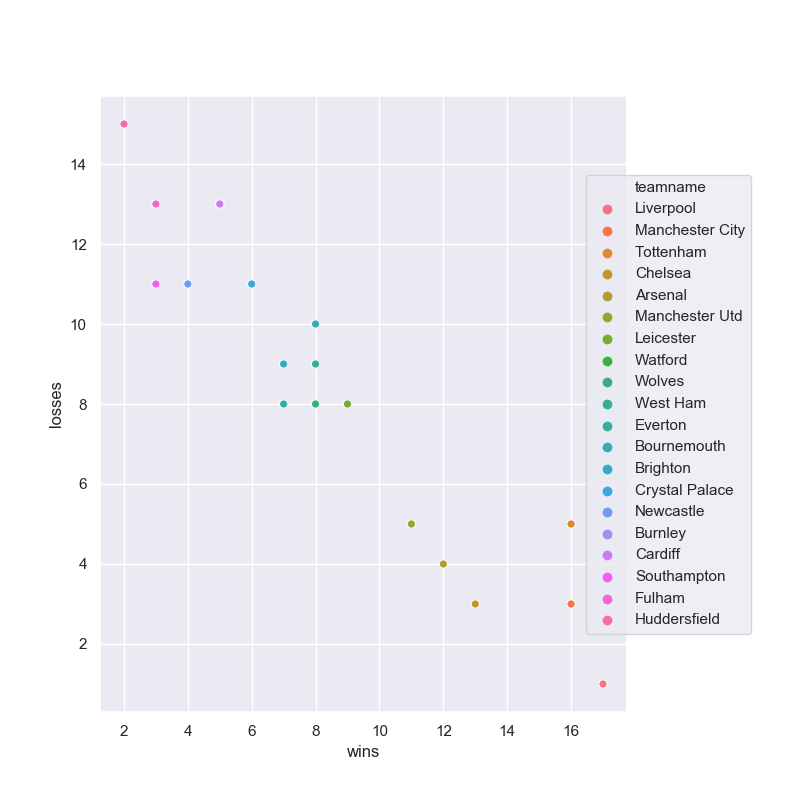 14
12
10
8
6
4
2
losses
2 4 6 8 10 12 14 16
wins
teamname
Liverpool
Manchester City
Tottenham
Chelsea
Arsenal
Manchester Utd
Leicester
Watford
Wolves
West Ham
Everton
Bournemouth
Brighton
Crystal Palace
Newcastle
Burnley
Cardiff
Southampton
Fulham
Huddersfield